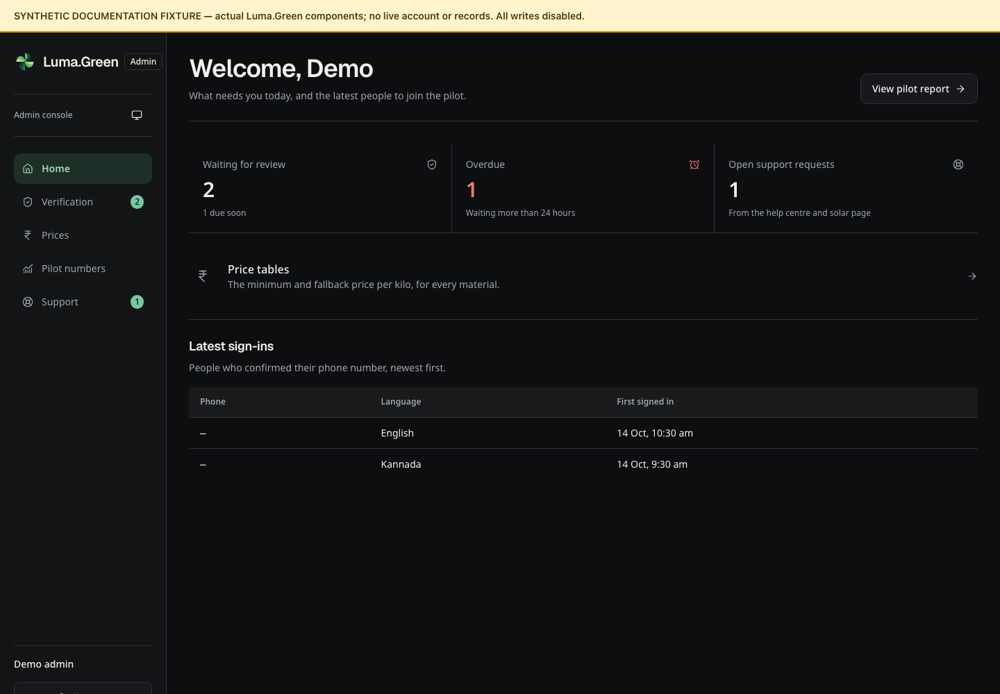 SYNTHETIC DOCUMENTATION FIXTURE — actual Luma.Green components; no live account or records. All writes disabled.
Luma.Green
Admin
Admin console
Home
Verification
2
₹
Prices
Pilot numbers
Support
1
Demo admin
Welcome, Demo
What needs you today, and the latest people to join the pilot.
View pilot report
Waiting for review
2
1 due soon
Overdue
1
Waiting more than 24 hours
Open support requests
1
From the help centre and solar page
₹
Price tables
The minimum and fallback price per kilo, for every material.
Latest sign-ins
People who confirmed their phone number, newest first.
Phone Language First signed in
— English 14 Oct, 10:30 am
— Kannada 14 Oct, 9:30 am